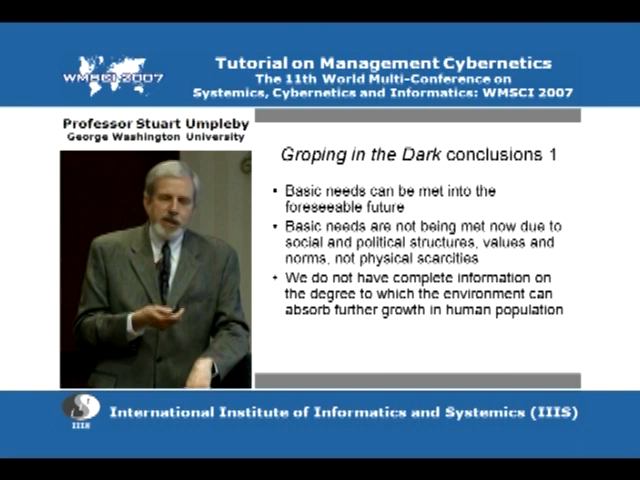 WMSCI 2007
Tutorial on Management Cybernetics
The 11th World Multi-Conference on
Systemics, Cybernetics and Informatics: WMSCI 2007
Professor Stuart Umpleby
George Washington University
Groping in the Dark conclusions 1
• Basic needs can be met into the
foreseeable future
• Basic needs are not being met now due to
social and political structures, values and
norms, not physical scarcities
• We do not have complete information on
the degree to which the environment can
absorb further growth in human population
IIIS
International Institute of Informatics and Systemics (IIIS)